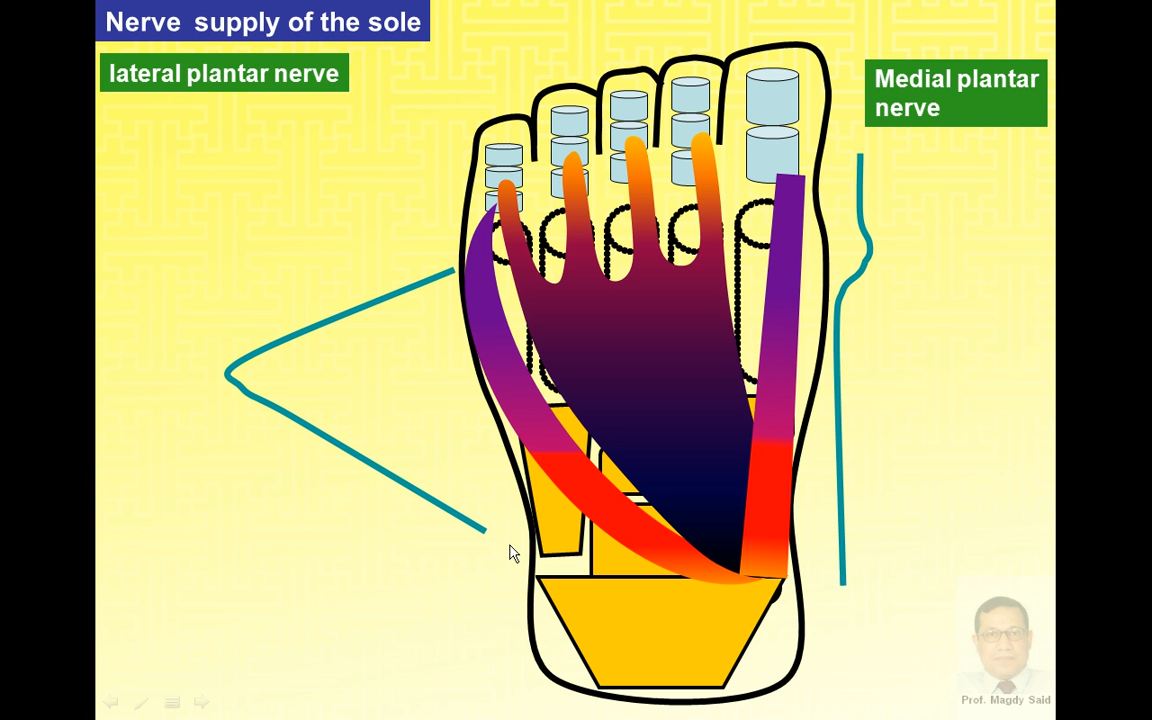 Nerve supply of the sole
lateral plantar nerve
Medial plantar
nerve
Prof. Magdy Said